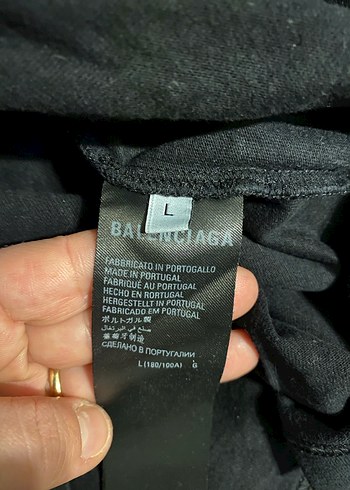 L
BALENCIAGA
FABBRICATO IN PORTOGALLO
MADE IN PORTUGAL
FABRIQUÉ AU PORTUGAL
HECHO EN RORTUGAL
HERGESTELLT IN PORTUGAL
FABRICADO EM PORTUGAL
ポルトガル製
صنع في البرتغال
葡萄牙制造
СДЕЛАНО В ПОРТУГАЛИИ
L (180/100A) G